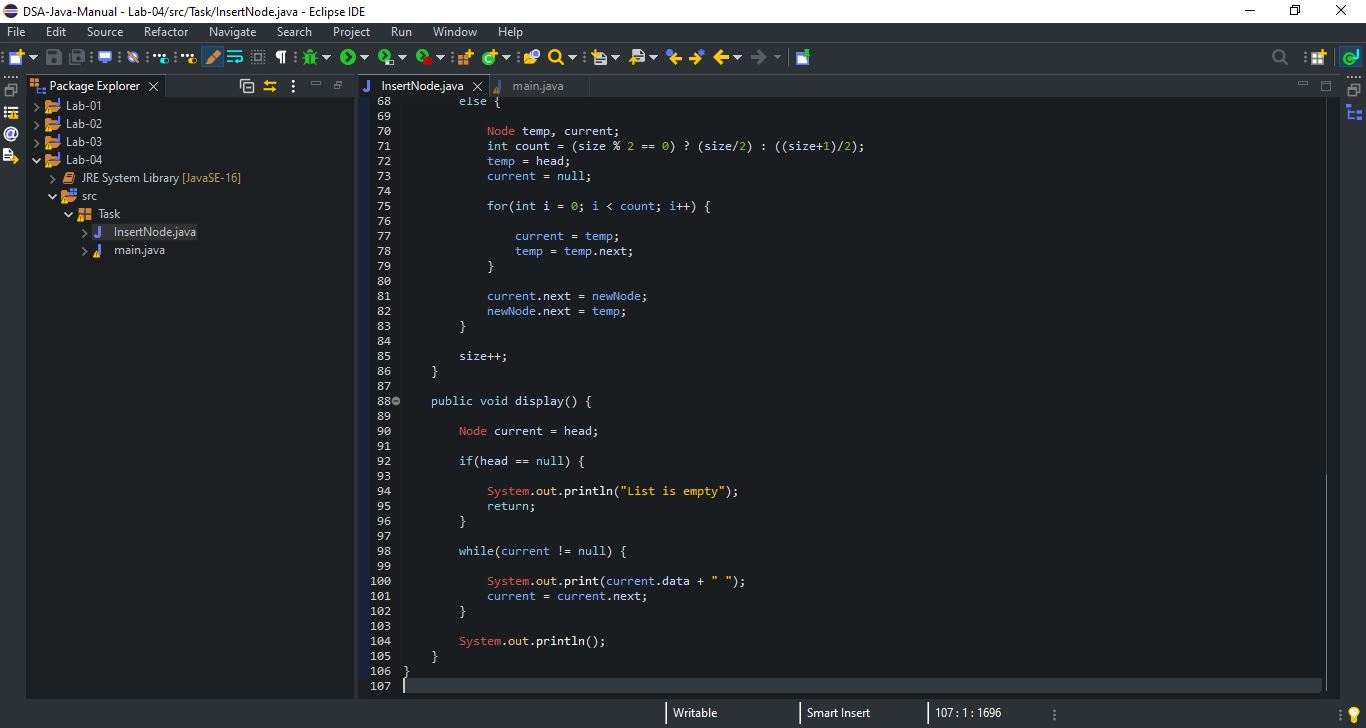 DSA-Java-Manual - Lab-04/src/Task/InsertNode.java - Eclipse IDE
File Edit Source Refactor Navigate Search Project Run Window Help
Package Explorer
InsertNode.java main.java
Lab-01
Lab-02
Lab-03
Lab-04
JRE System Library [JavaSE-16]
src
Task
InsertNode.java
main.java
68 else {
69
70 Node temp, current;
71 int count = (size % 2 == 0) ? (size/2) : ((size+1)/2);
72 temp = head;
73 current = null;
74
75 for(int i = 0; i < count; i++) {
76
77 current = temp;
78 temp = temp.next;
79 }
80
81 current.next = newNode;
82 newNode.next = temp;
83 }
84
85 size++;
86 }
87
88 public void display() {
89
90 Node current = head;
91
92 if(head == null) {
93
94 System.out.println("List is empty");
95 return;
96 }
97
98 while(current != null) {
99
100 System.out.print(current.data + " ");
101 current = current.next;
102 }
103
104 System.out.println();
105 }
106 }
107
Writable Smart Insert 107 : 1 : 1696